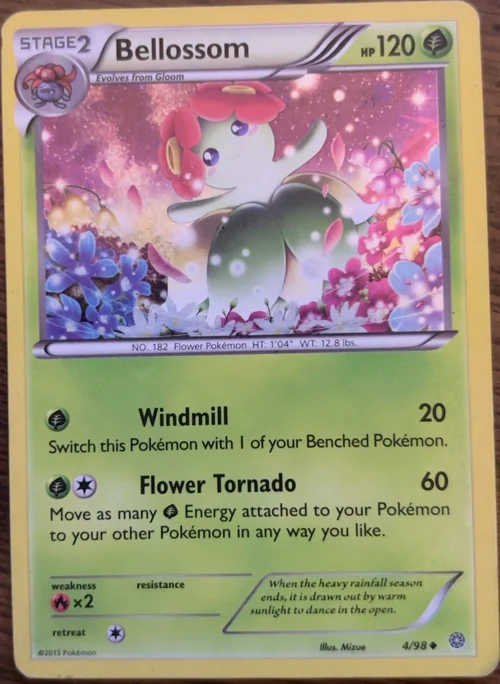 STAGE2
Bellossom
HP 120
Evolves from Gloom
NO. 182 Flower Pokémon HT: 1'04" WT: 12.8 lbs.
Windmill 20
Switch this Pokémon with 1 of your Benched Pokémon.
Flower Tornado 60
Move as many Energy attached to your Pokémon
to your other Pokémon in any way you like.
weakness resistance
×2
retreat
When the heavy rainfall season
ends, it is drawn out by warm
sunlight to dance in the open.
©2015 Pokémon
Illus. Mizue 4/98